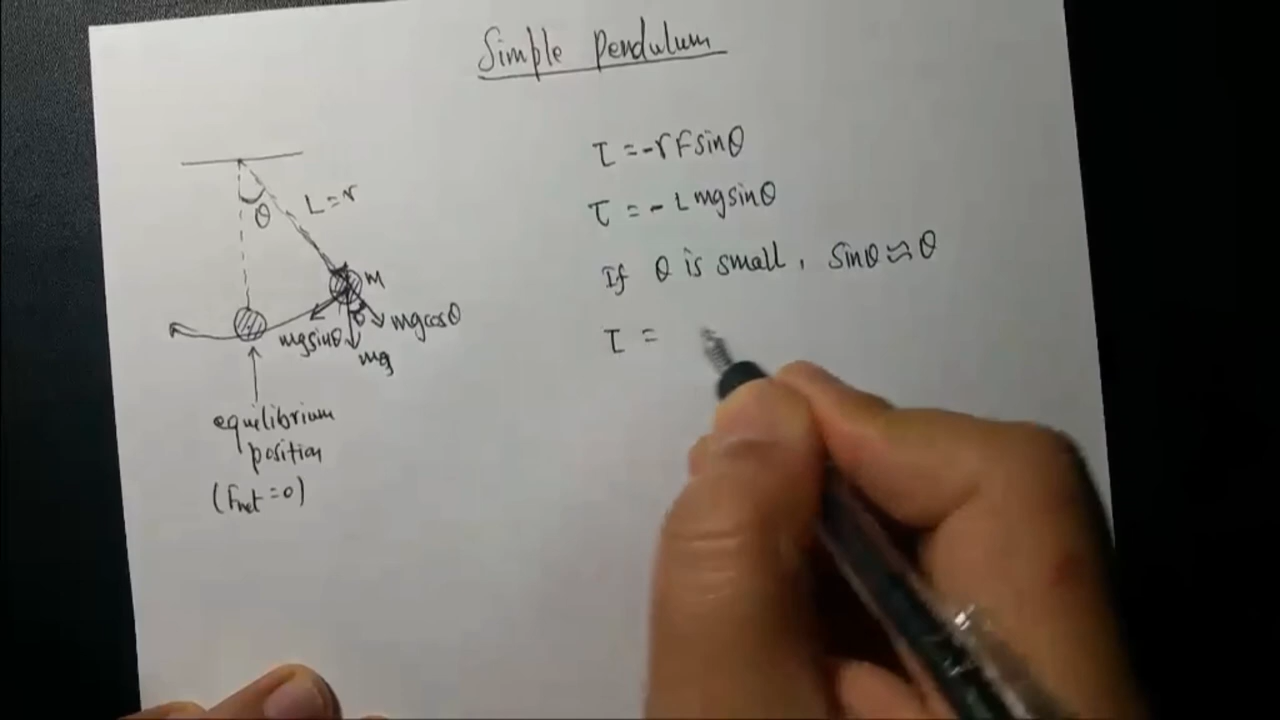 Simple Pendulum
τ = -rFsinθ
τ = - Lmgsinθ
If θ is small, sinθ ≈ θ
τ =
θ
L = r
m
θ
mgcosθ
mgsinθ
mg
equilibrium
position
(Fnet = 0)